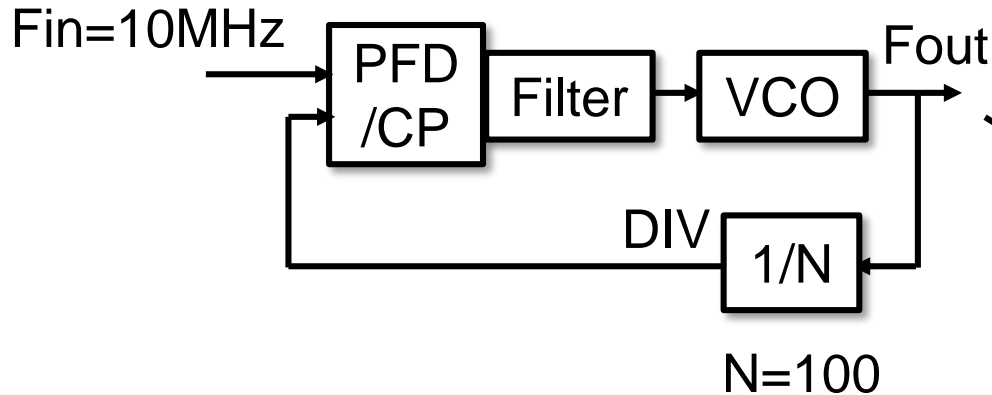 Fin=10MHz
PFD
/CP
Filter
VCO
Fout
DIV
1/N
N=100